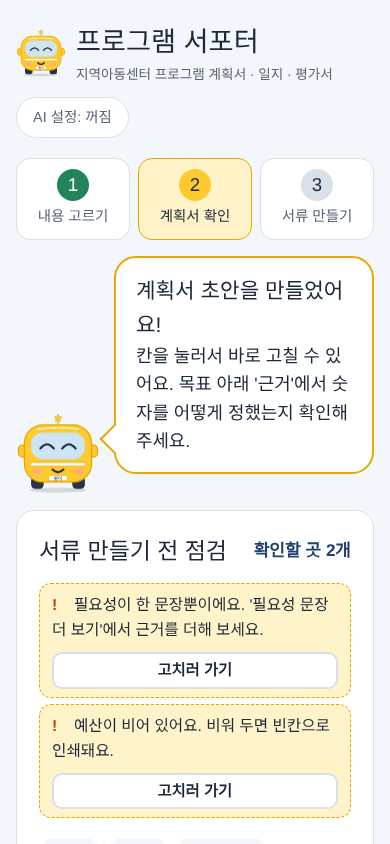 프로그램 서포터
지역아동센터 프로그램 계획서 · 일지 · 평가서
AI 설정: 꺼짐
1
2
3
내용 고르기
계획서 확인
서류 만들기
계획서 초안을 만들었어
요!
칸을 눌러서 바로 고칠 수 있
어요. 목표 아래 '근거'에서 숫
자를 어떻게 정했는지 확인해
주세요.
서류 만들기 전 점검
확인할 곳 2개
! 필요성이 한 문장뿐이에요. '필요성 문장
더 보기'에서 근거를 더해 보세요.
고치러 가기
! 예산이 비어 있어요. 비워 두면 빈칸으로
인쇄돼요.
고치러 가기